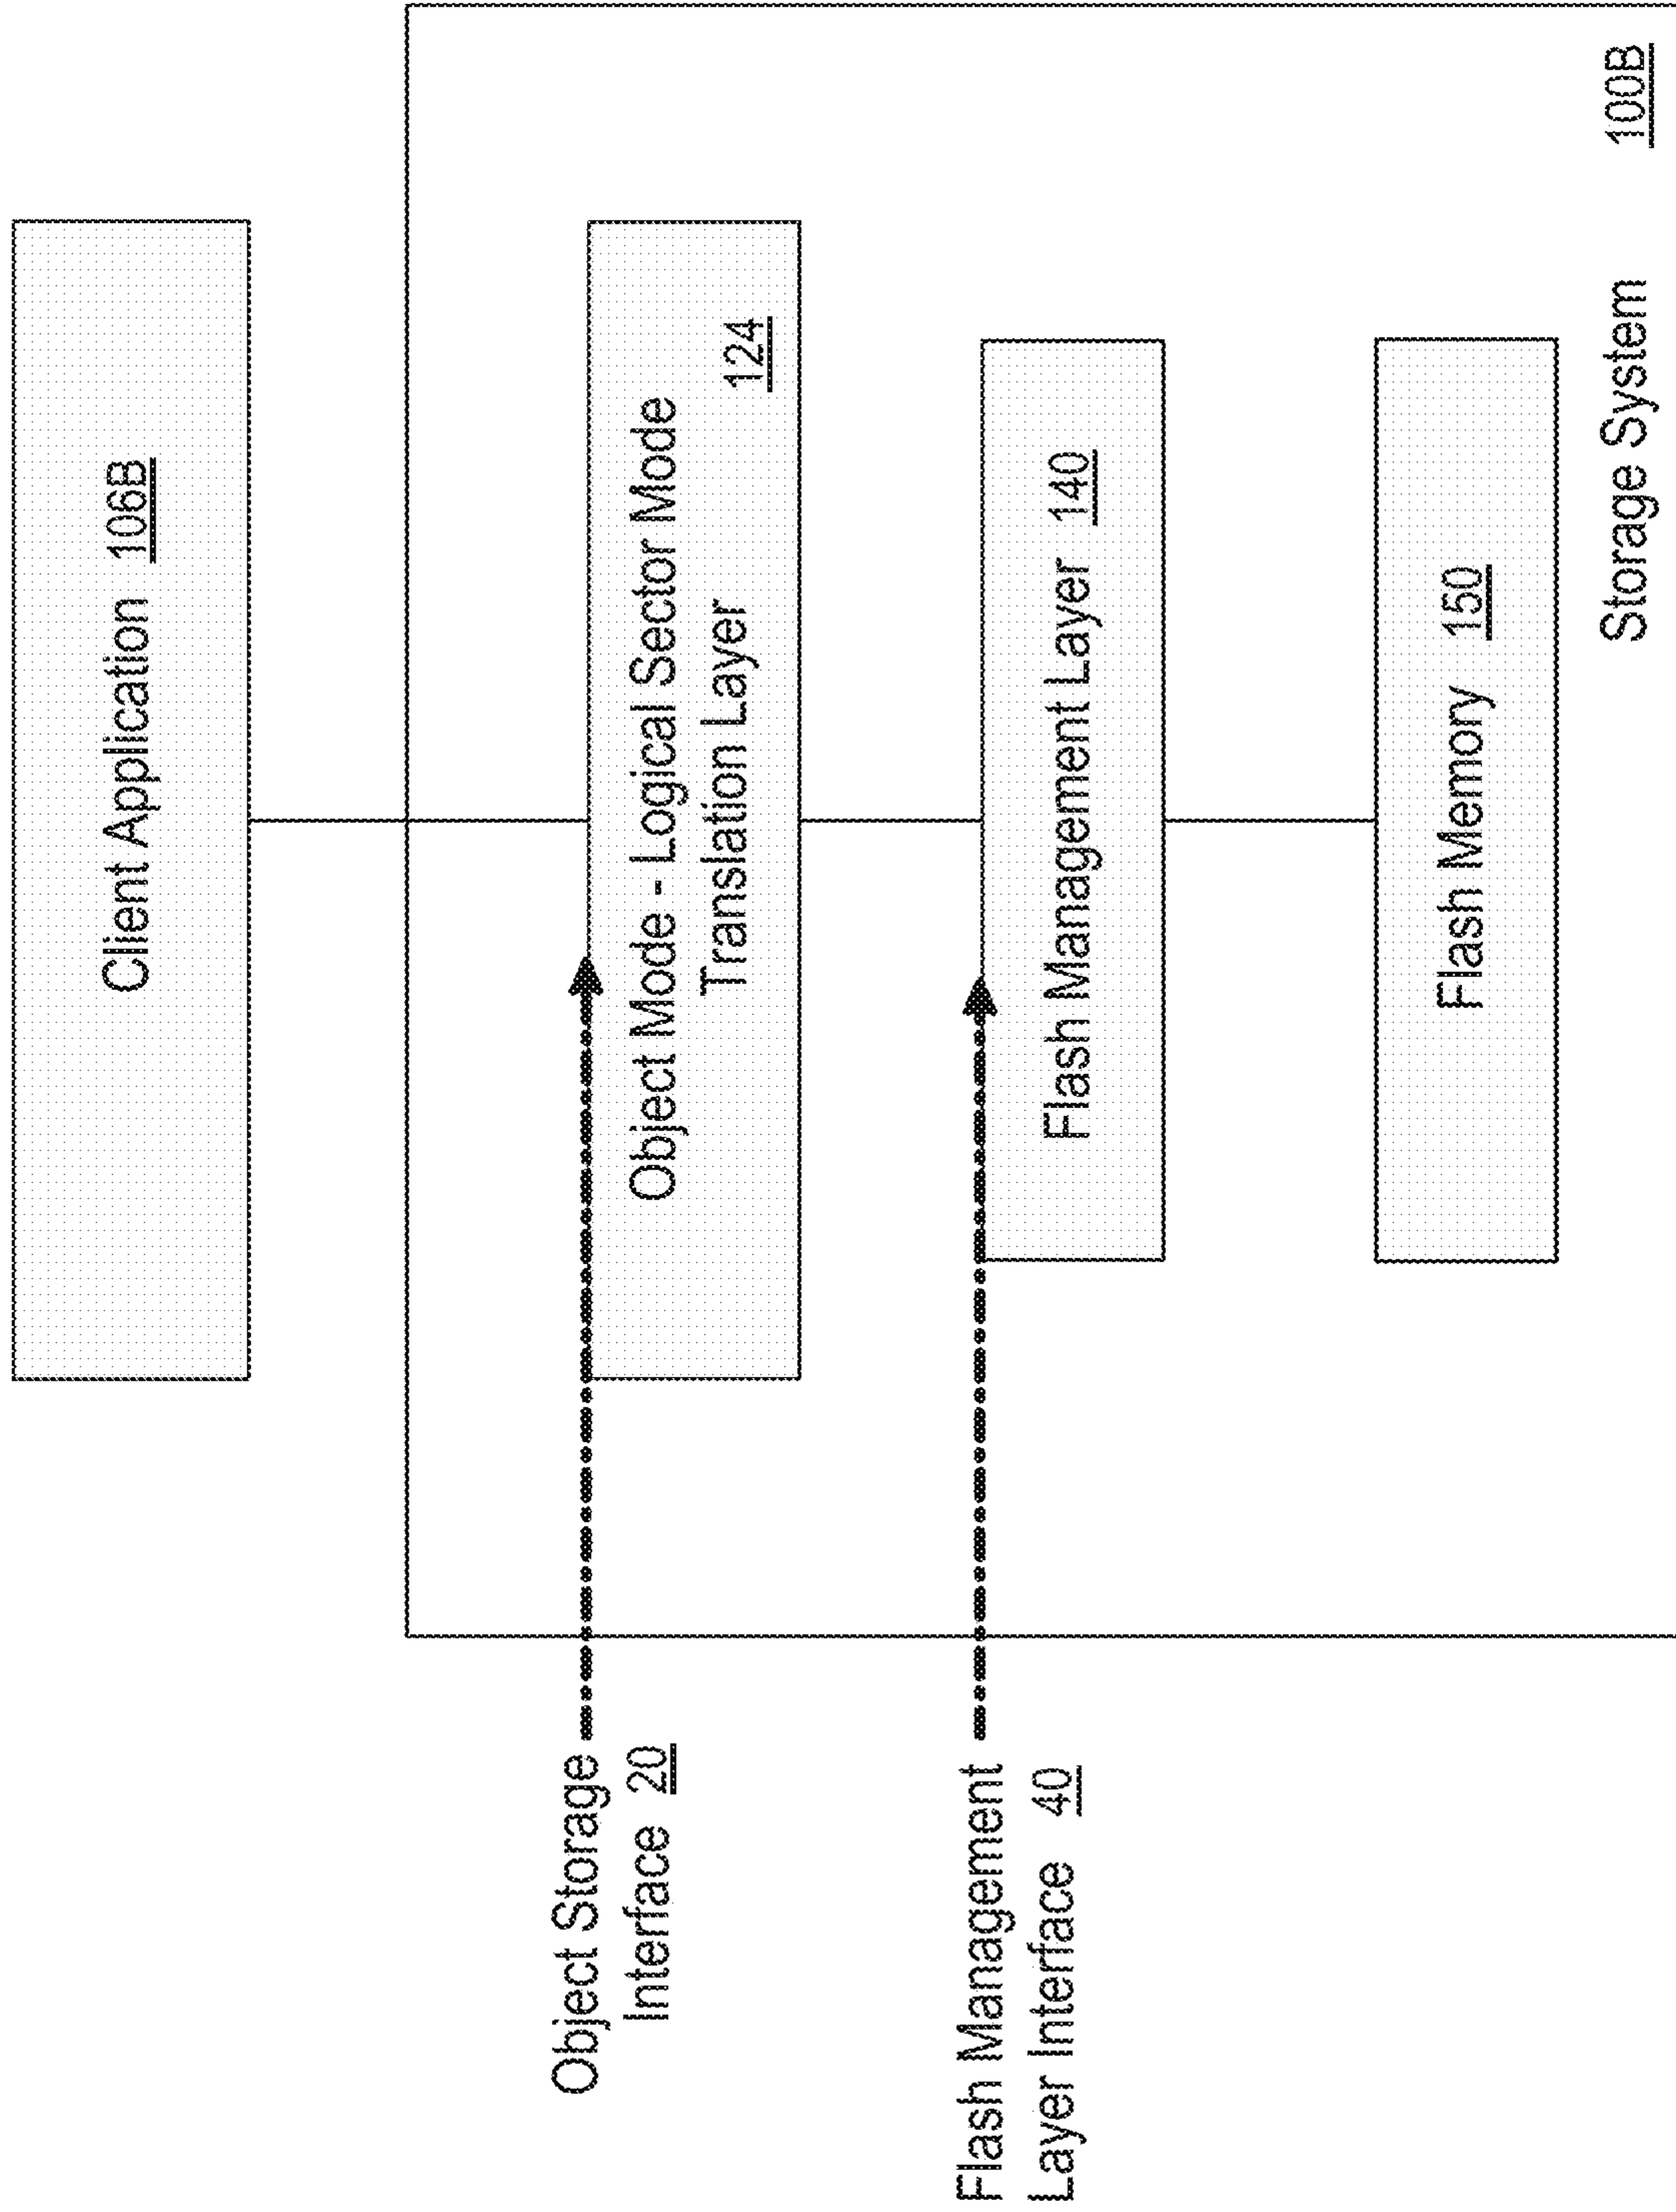 Client Application 106B
Object Storage
Interface 20
Object Mode - Logical Sector Mode
Translation Layer
124
Flash Management
Layer Interface 40
Flash Management Layer 140
Flash Memory 150
Storage System 100B